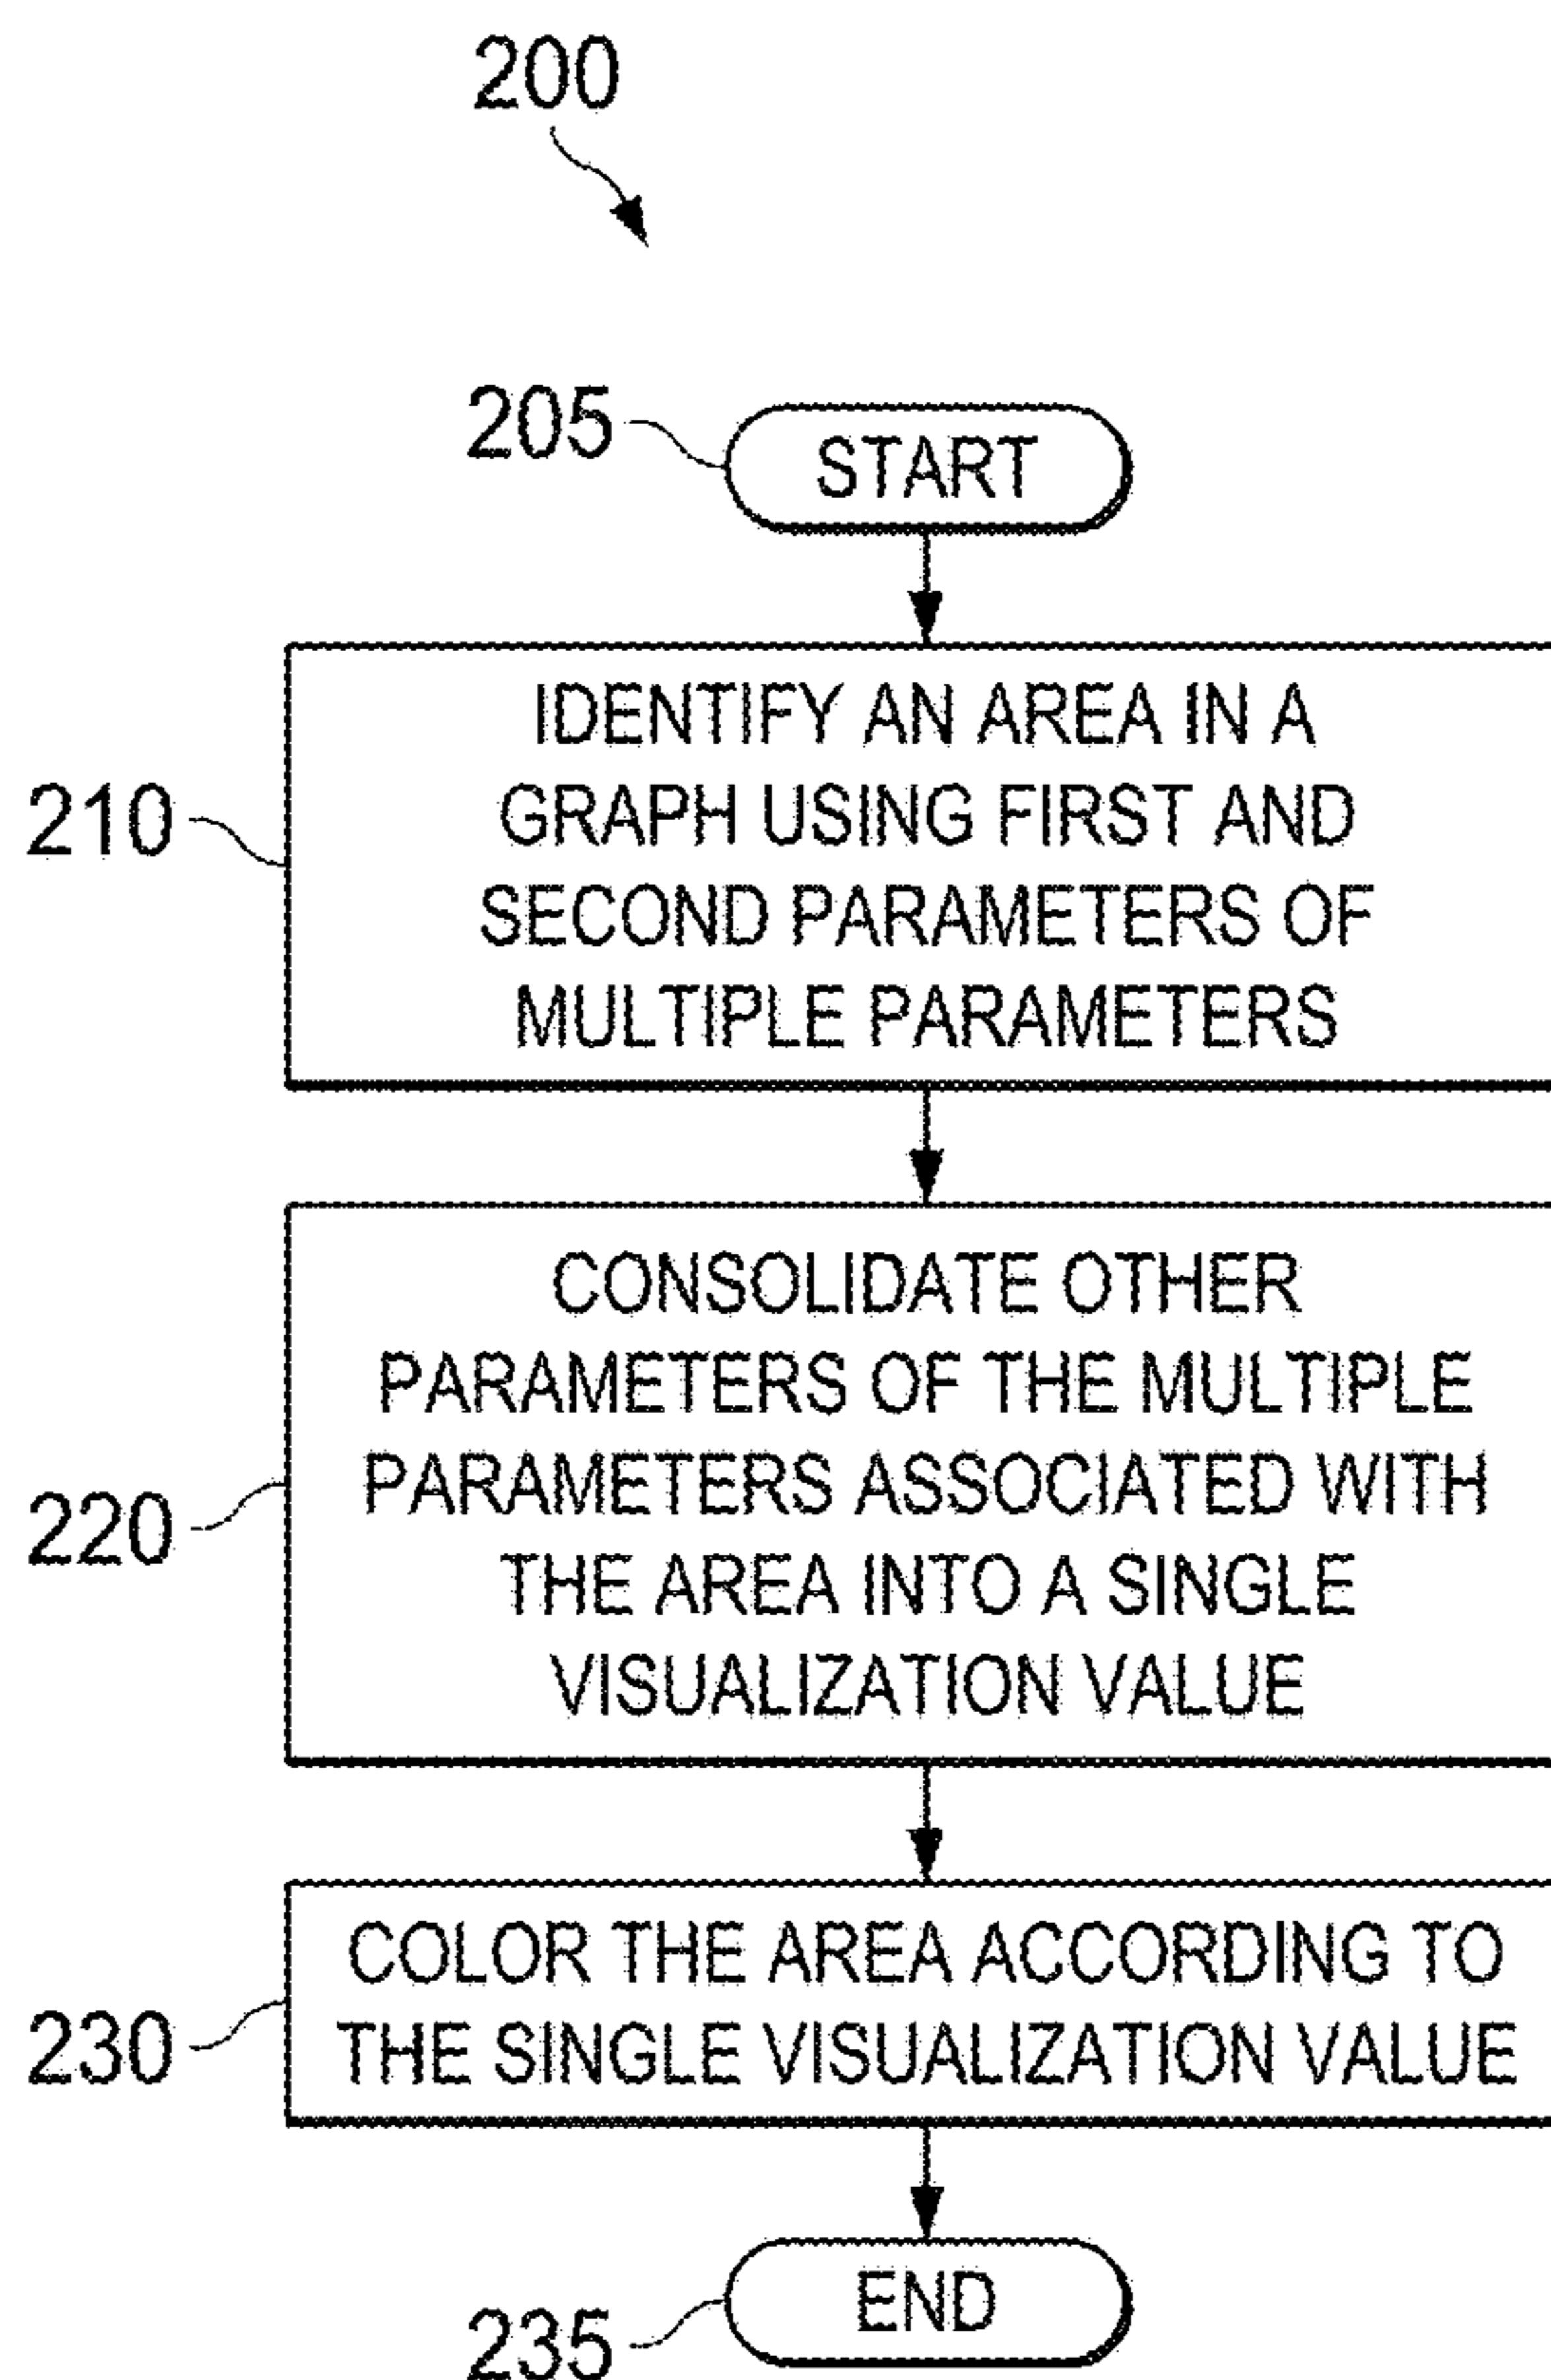 200
205
START
210
IDENTIFY AN AREA IN A
GRAPH USING FIRST AND
SECOND PARAMETERS OF
MULTIPLE PARAMETERS
220
CONSOLIDATE OTHER
PARAMETERS OF THE MULTIPLE
PARAMETERS ASSOCIATED WITH
THE AREA INTO A SINGLE
VISUALIZATION VALUE
230
COLOR THE AREA ACCORDING TO
THE SINGLE VISUALIZATION VALUE
235
END